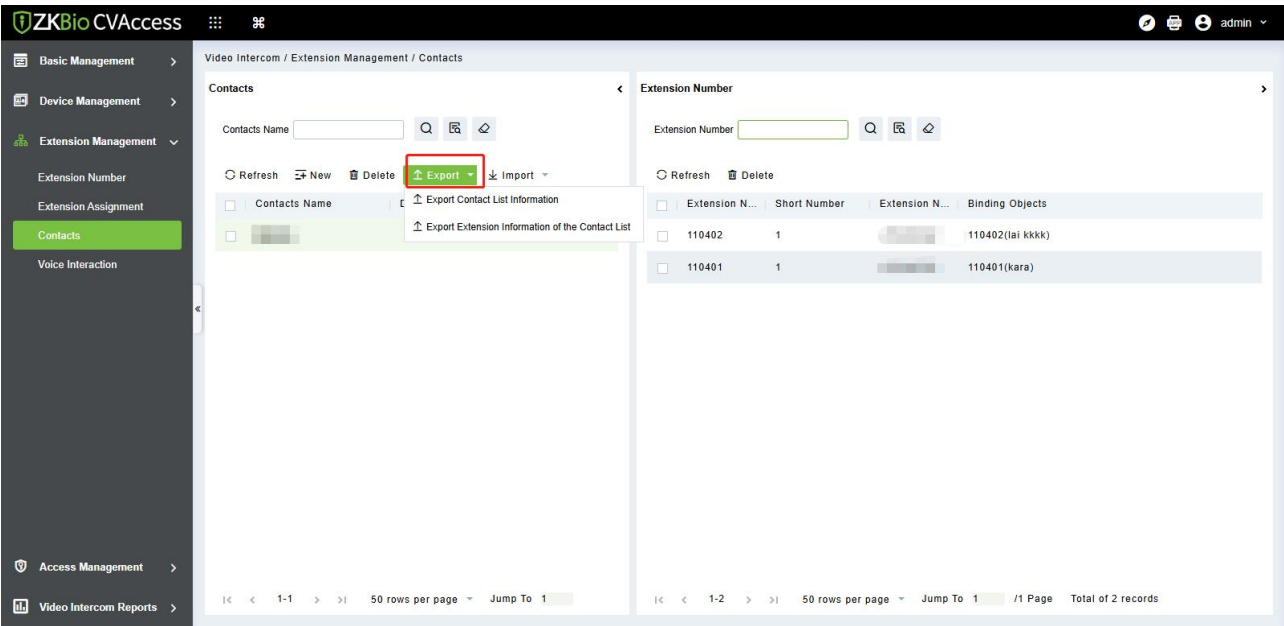 ZKBio CVAccess
admin
Basic Management
Device Management
Extension Management
Extension Number
Extension Assignment
Contacts
Voice Interaction
Access Management
Video Intercom Reports
Video Intercom / Extension Management / Contacts
Contacts
Contacts Name
Refresh New Delete Export Import
Export Contact List Information
Export Extension Information of the Contact List
Contacts Name
1-1 50 rows per page Jump To 1
Extension Number
Extension Number
Refresh Delete
Extension N... Short Number Extension N... Binding Objects
110402 1 110402(lai kkkk)
110401 1 110401(kara)
1-2 50 rows per page Jump To 1 /1 Page Total of 2 records